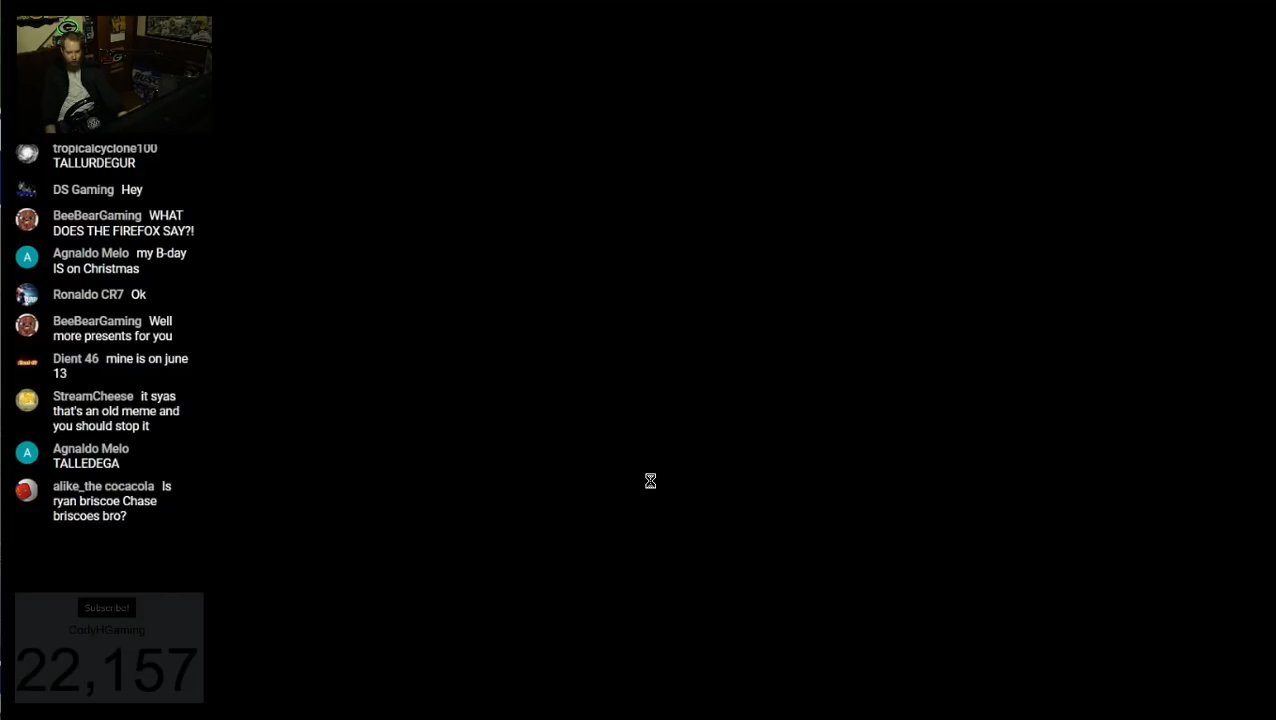 tropicalcyclone100
TALLURDEGUR
DS Gaming Hey
BeeBearGaming WHAT
DOES THE FIREFOX SAY?!
A
Agnaldo Melo my B-day
IS on Christmas
Ronaldo CR7 Ok
BeeBearGaming Well
more presents for you
Dient 46 mine is on june
13
StreamCheese it syas
that's an old meme and
you should stop it
A
Agnaldo Melo
TALLEDEGA
alike_the cocacola Is
ryan briscoe Chase
briscoes bro?
Subscribe!
CodyHGaming
22,157